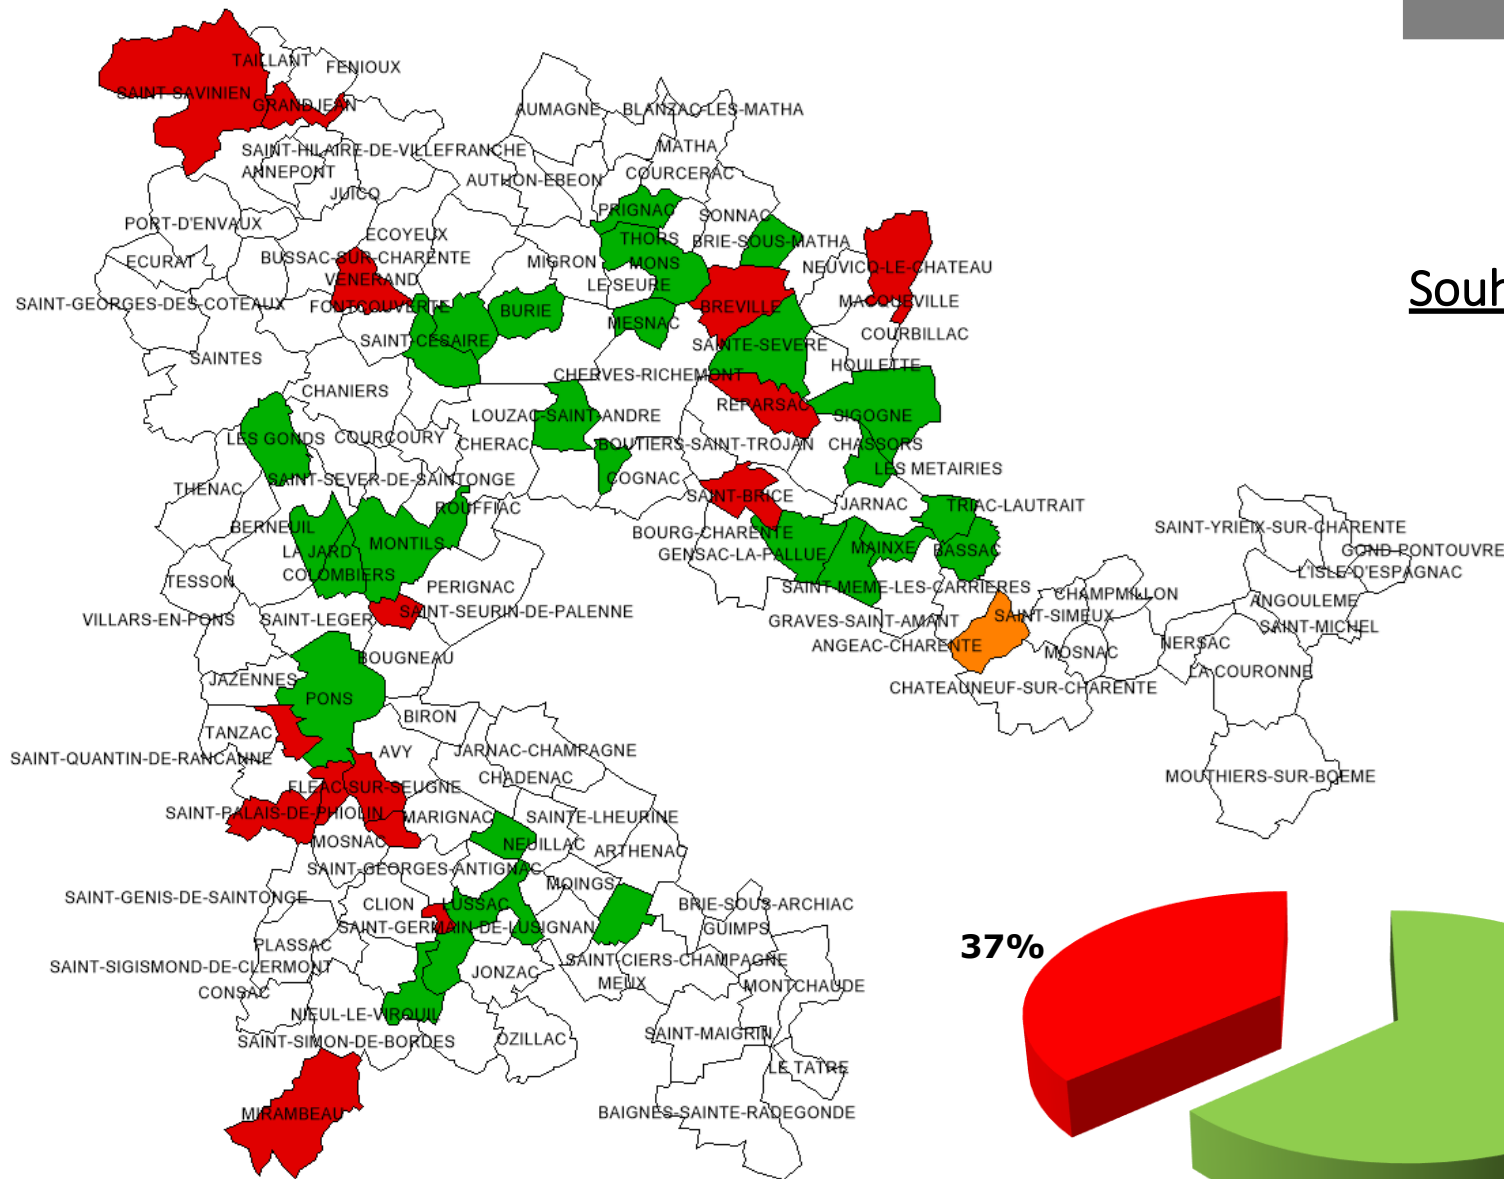 TAILLANT
FENIOUX
SAINT-SAVINIEN
GRANDJEAN
AUMAGNE
BLANZAC-LES-MATHA
SAINT-HILAIRE-DE-VILLEFRANCHE
MATHA
ANNEPONT
AUTHON-EBEON
COURCERAC
JUICQ
PRIGNAC
SONNAC
PORT-D'ENVAUX
ECOYEUX
THORS
BRIE-SOUS-MATHA
ECURAT
BUSSAC-SUR-CHARENTE
MIGRON
MONS
NEUVICQ-LE-CHATEAU
VENERAND
LE SEURE
SAINT-GEORGES-DES-COTEAUX
FONTCOUVERTE
BURIE
BREVILLE
MACQUEVILLE
Souh
MESNAC
COURBILLAC
SAINT-CESAIRE
SAINTE-SEVERE
SAINTES
HOULETTE
CHERVES-RICHEMONT
CHANIERS
REPARSAC
LOUZAC-SAINT-ANDRE
SIGOGNE
LES GONDS
COURCOURY
CHERAC
BOUTIERS-SAINT-TROJAN
CHASSORS
LES METAIRIES
SAINT-SEVER-DE-SAINTONGE
COGNAC
THENAC
SAINT-BRICE
JARNAC
TRIAC-LAUTRAIT
ROUFFIAC
BERNEUIL
BOURG-CHARENTE
SAINT-YRIEIX-SUR-CHARENTE
LA JARD
MONTILS
GENSAC-LA-PALLUE
MAINXE
BASSAC
GOND-PONTOUVRE
COLOMBIERS
L'ISLE-D'ESPAGNAC
TESSON
PERIGNAC
SAINT-MEME-LES-CARRIERES
CHAMPMILLON
ANGOULEME
VILLARS-EN-PONS
SAINT-LEGER
SAINT-SEURIN-DE-PALENNE
GRAVES-SAINT-AMANT
SAINT-SIMEUX
SAINT-MICHEL
ANGEAC-CHARENTE
MOSNAC
NERSAC
BOUGNEAU
LA COURONNE
JAZENNES
CHATEAUNEUF-SUR-CHARENTE
PONS
BIRON
TANZAC
SAINT-QUANTIN-DE-RANCANNE
AVY
JARNAC-CHAMPAGNE
CHADENAC
MOUTHIERS-SUR-BOEME
FLEAC-SUR-SEUGNE
SAINT-PALAIS-DE-PHIOLIN
MARIGNAC
SAINTE-LHEURINE
MOSNAC
NEUILLAC
ARTHENAC
SAINT-GEORGES-ANTIGNAC
MOINGS
SAINT-GENIS-DE-SAINTONGE
CLION
LUSSAC
BRIE-SOUS-ARCHIAC
SAINT-GERMAIN-DE-LUSIGNAN
GUIMPS
PLASSAC
37%
SAINT-SIGISMOND-DE-CLERMONT
JONZAC
SAINT-CIERS-CHAMPAGNE
MEUX
MONTCHAUDE
CONSAC
NIEUL-LE-VIROUIL
SAINT-SIMON-DE-BORDES
OZILLAC
SAINT-MAIGRIN
LE TATRE
MIRAMBEAU
BAIGNES-SAINTE-RADEGONDE